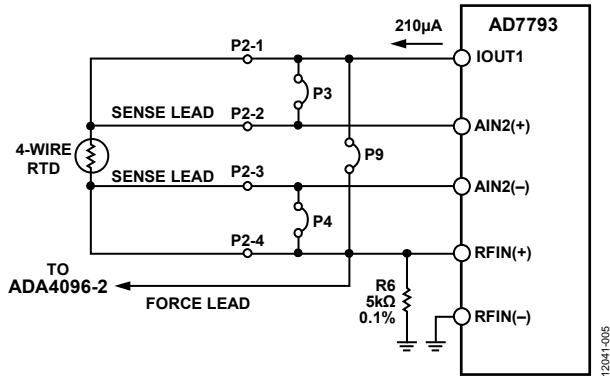 210µA
AD7793
P2-1
IOUT1
P3
SENSE LEAD
P2-2
AIN2(+)
4-WIRE
RTD
P9
SENSE LEAD
P2-3
AIN2(–)
P4
P2-4
RFIN(+)
TO
ADA4096-2
FORCE LEAD
R6
5kΩ
0.1%
RFIN(–)
12041-005